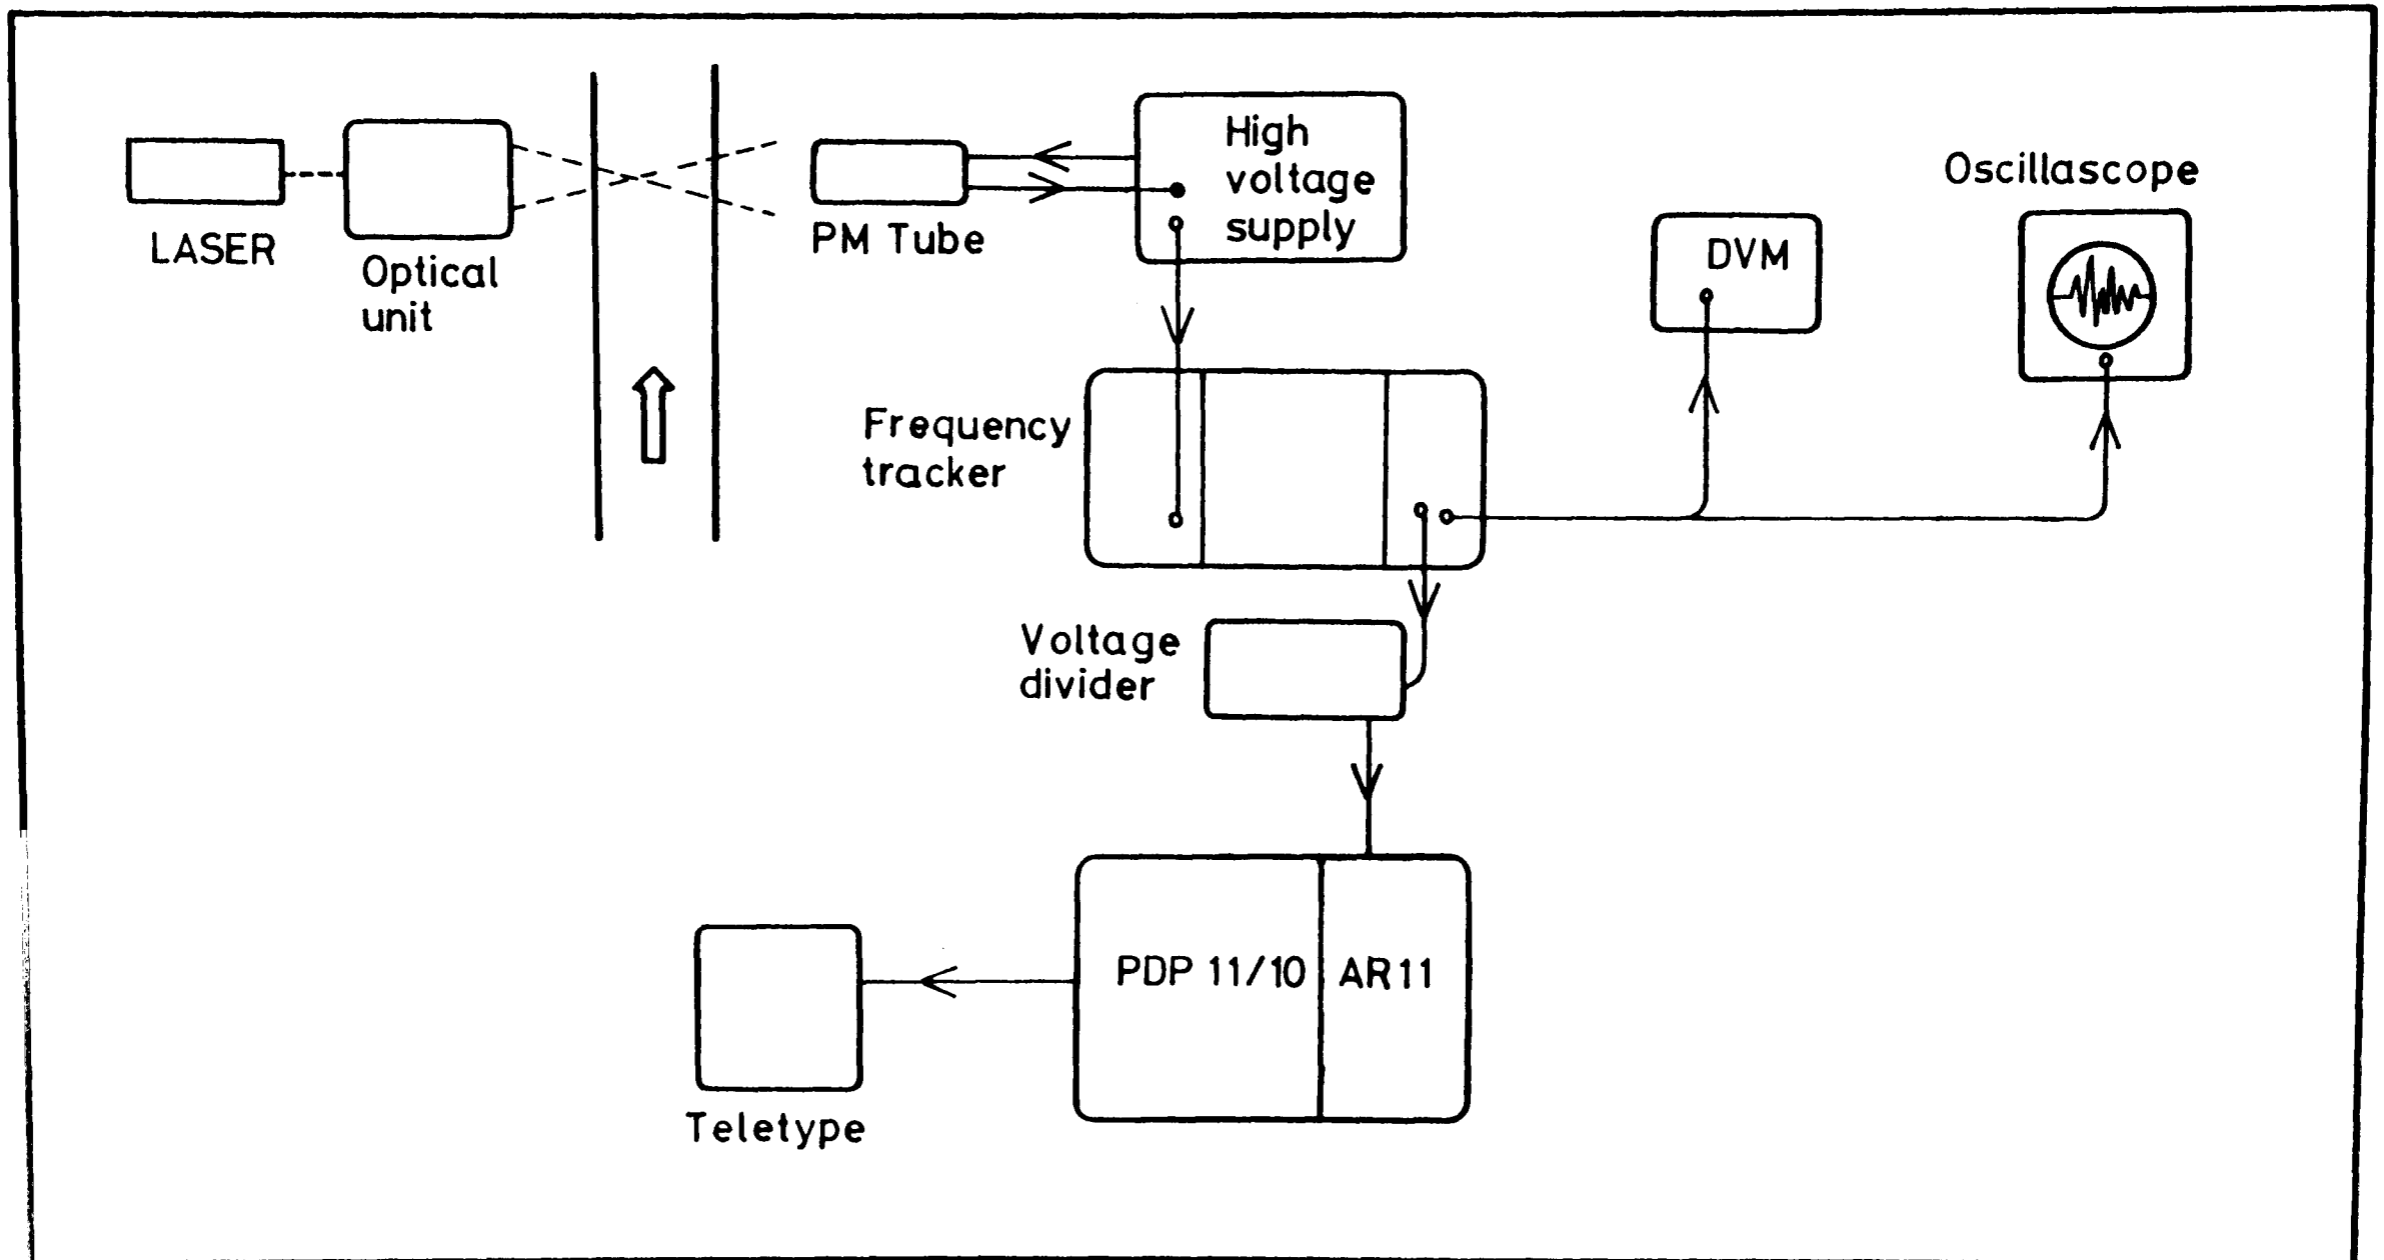 LASER
Optical
unit
PM Tube
High
voltage
supply
DVM
Oscillascope
Frequency
tracker
Voltage
divider
PDP 11/10
AR11
Teletype